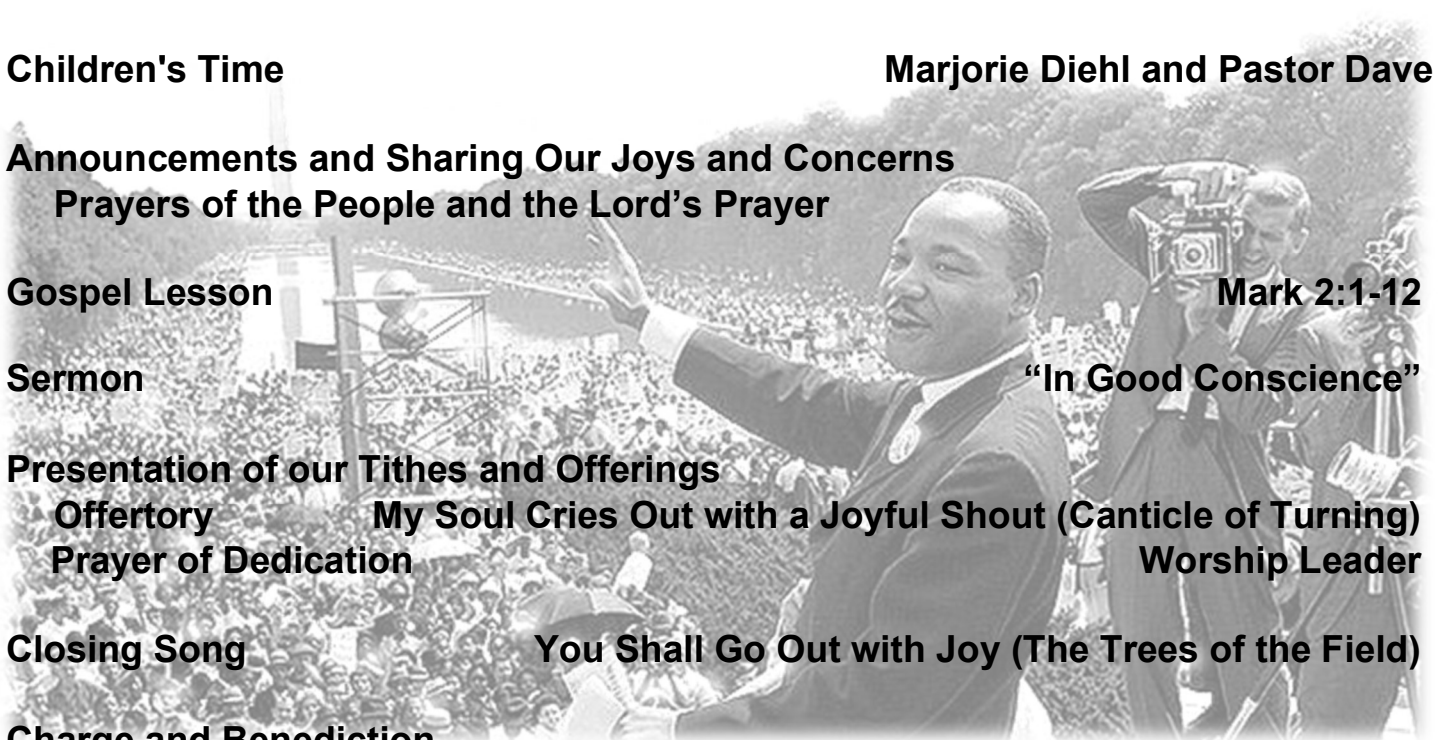 Children's Time Marjorie Diehl and Pastor Dave
Announcements and Sharing Our Joys and Concerns
Prayers of the People and the Lord’s Prayer
Gospel Lesson Mark 2:1-12
Sermon “In Good Conscience”
Presentation of our Tithes and Offerings
Offertory My Soul Cries Out with a Joyful Shout (Canticle of Turning)
Prayer of Dedication Worship Leader
Closing Song You Shall Go Out with Joy (The Trees of the Field)
Charge and Benediction